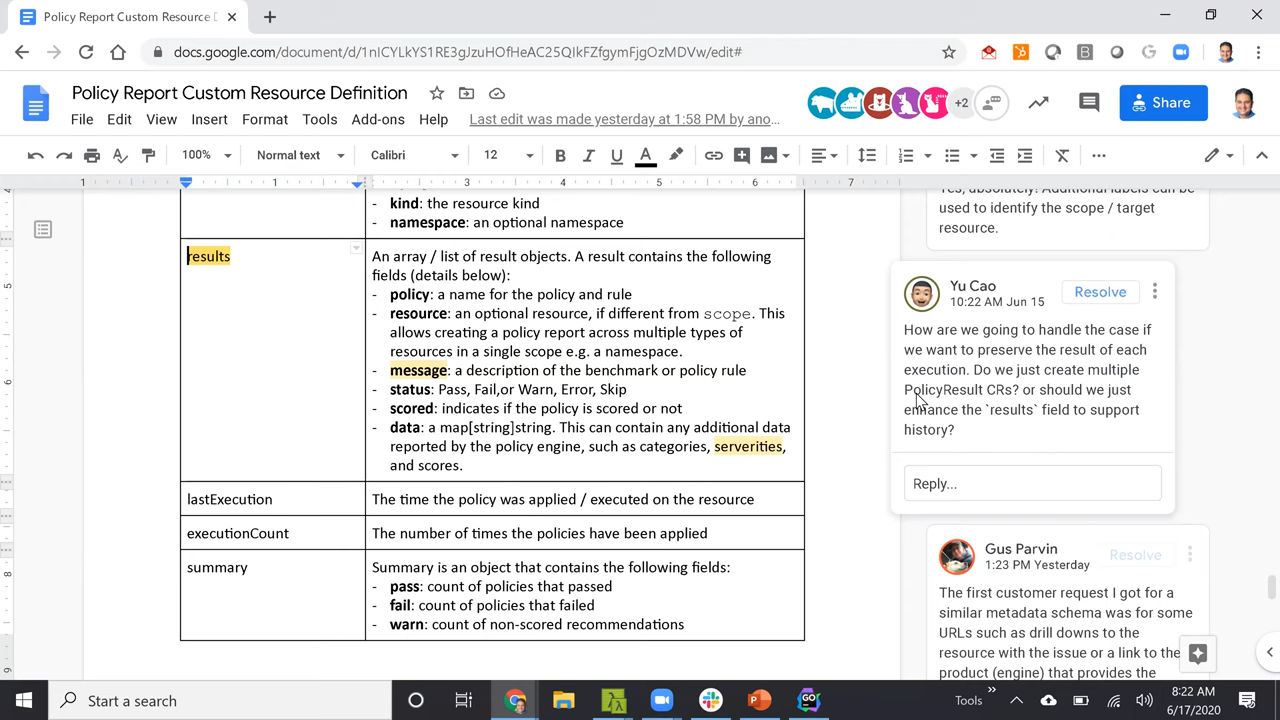 Policy Report Custom Resource D
docs.google.com/document/d/1nICYLkYS1RE3gJzuHOfHeAC25QIkFZfgymFjgOzMDVw/edit#
Policy Report Custom Resource Definition
+2
Share
File Edit View Insert Format Tools Add-ons Help Last edit was made yesterday at 1:58 PM by ano...
100% Normal text Calibri 12 B I U A
1 1 2 3 4 5 6 7
- kind: the resource kind
- namespace: an optional namespace
results
An array / list of result objects. A result contains the following
fields (details below):
- policy: a name for the policy and rule
- resource: an optional resource, if different from scope. This
allows creating a policy report across multiple types of
resources in a single scope e.g. a namespace.
- message: a description of the benchmark or policy rule
- status: Pass, Fail,or Warn, Error, Skip
- scored: indicates if the policy is scored or not
- data: a map[string]string. This can contain any additional data
reported by the policy engine, such as categories, serverities,
and scores.
lastExecution The time the policy was applied / executed on the resource
executionCount The number of times the policies have been applied
summary Summary is an object that contains the following fields:
- pass: count of policies that passed
- fail: count of policies that failed
- warn: count of non-scored recommendations
Yes, absolutely! Additional labels can be
used to identify the scope / target
resource.
Yu Cao
10:22 AM Jun 15
Resolve
How are we going to handle the case if
we want to preserve the result of each
execution. Do we just create multiple
PolicyResult CRs? or should we just
enhance the `results` field to support
history?
Reply...
Gus Parvin
1:23 PM Yesterday
Resolve
The first customer request I got for a
similar metadata schema was for some
URLs such as drill downs to the
resource with the issue or a link to the
product (engine) that provides the
Start a search
Tools
8:22 AM
6/17/2020